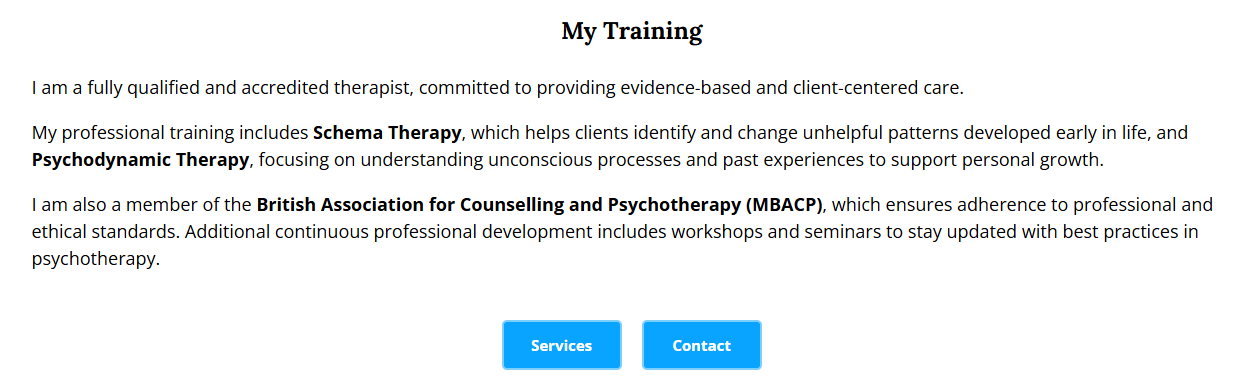 My Training
I am a fully qualified and accredited therapist, committed to providing evidence-based and client-centered care.
My professional training includes Schema Therapy, which helps clients identify and change unhelpful patterns developed early in life, and
Psychodynamic Therapy, focusing on understanding unconscious processes and past experiences to support personal growth.
I am also a member of the British Association for Counselling and Psychotherapy (MBACP), which ensures adherence to professional and
ethical standards. Additional continuous professional development includes workshops and seminars to stay updated with best practices in
psychotherapy.
Services
Contact